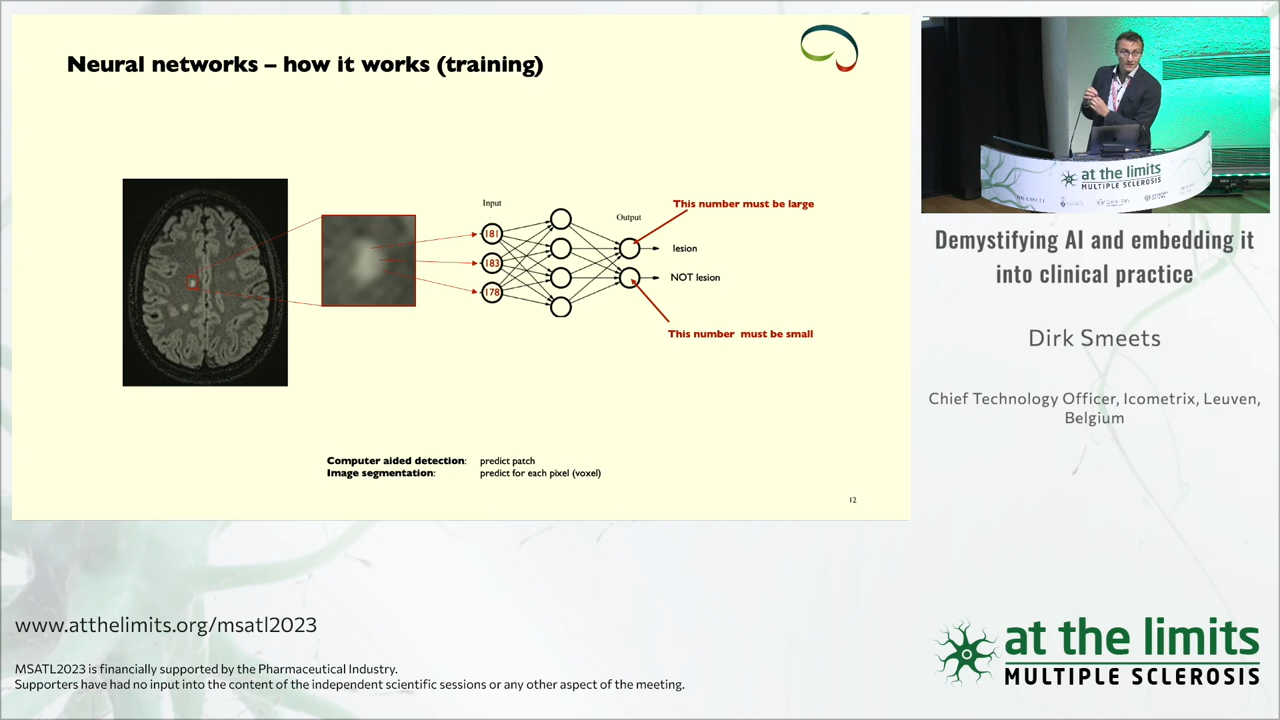 Neural networks – how it works (training)
Input
Output
This number must be large
181
183
178
lesion
NOT lesion
This number must be small
Computer aided detection: predict patch
Image segmentation: predict for each pixel (voxel)
12
at the limits
MULTIPLE SCLEROSIS
Demystifying AI and embedding it
into clinical practice
Dirk Smeets
Chief Technology Officer, Icometrix, Leuven,
Belgium
www.atthelimits.org/msatl2023
MSATL2023 is financially supported by the Pharmaceutical Industry.
Supporters have had no input into the content of the independent scientific sessions or any other aspect of the meeting.
at the limits
MULTIPLE SCLEROSIS